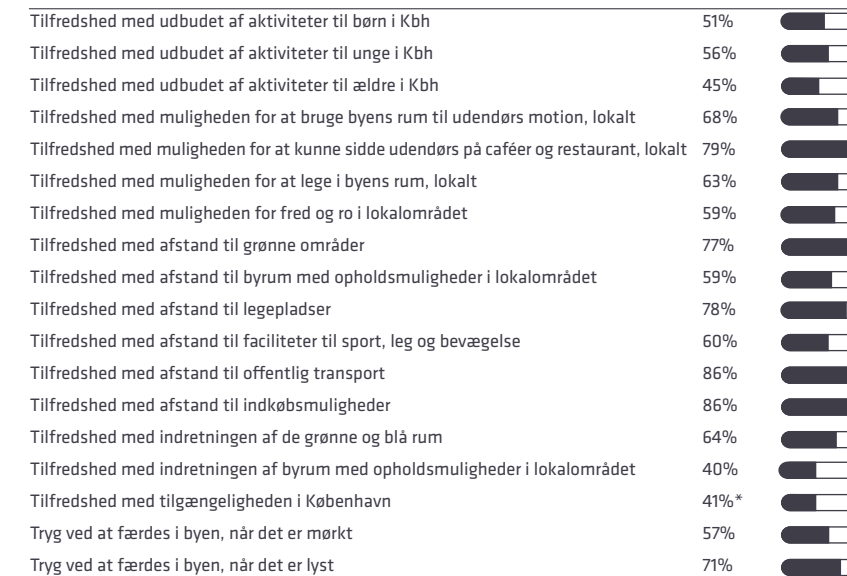 Tilfredshed med udbudet af aktiviteter til børn i Kbh 51%
Tilfredshed med udbudet af aktiviteter til unge i Kbh 56%
Tilfredshed med udbudet af aktiviteter til ældre i Kbh 45%
Tilfredshed med muligheden for at bruge byens rum til udendørs motion, lokalt 68%
Tilfredshed med muligheden for at kunne sidde udendørs på caféer og restaurant, lokalt 79%
Tilfredshed med muligheden for at lege i byens rum, lokalt 63%
Tilfredshed med muligheden for fred og ro i lokalområdet 59%
Tilfredshed med afstand til grønne områder 77%
Tilfredshed med afstand til byrum med opholdsmuligheder i lokalområdet 59%
Tilfredshed med afstand til legepladser 78%
Tilfredshed med afstand til faciliteter til sport, leg og bevægelse 60%
Tilfredshed med afstand til offentlig transport 86%
Tilfredshed med afstand til indkøbsmuligheder 86%
Tilfredshed med indretningen af de grønne og blå rum 64%
Tilfredshed med indretningen af byrum med opholdsmuligheder i lokalområdet 40%
Tilfredshed med tilgængeligheden i København 41%*
Tryg ved at færdes i byen, når det er mørkt 57%
Tryg ved at færdes i byen, når det er lyst 71%